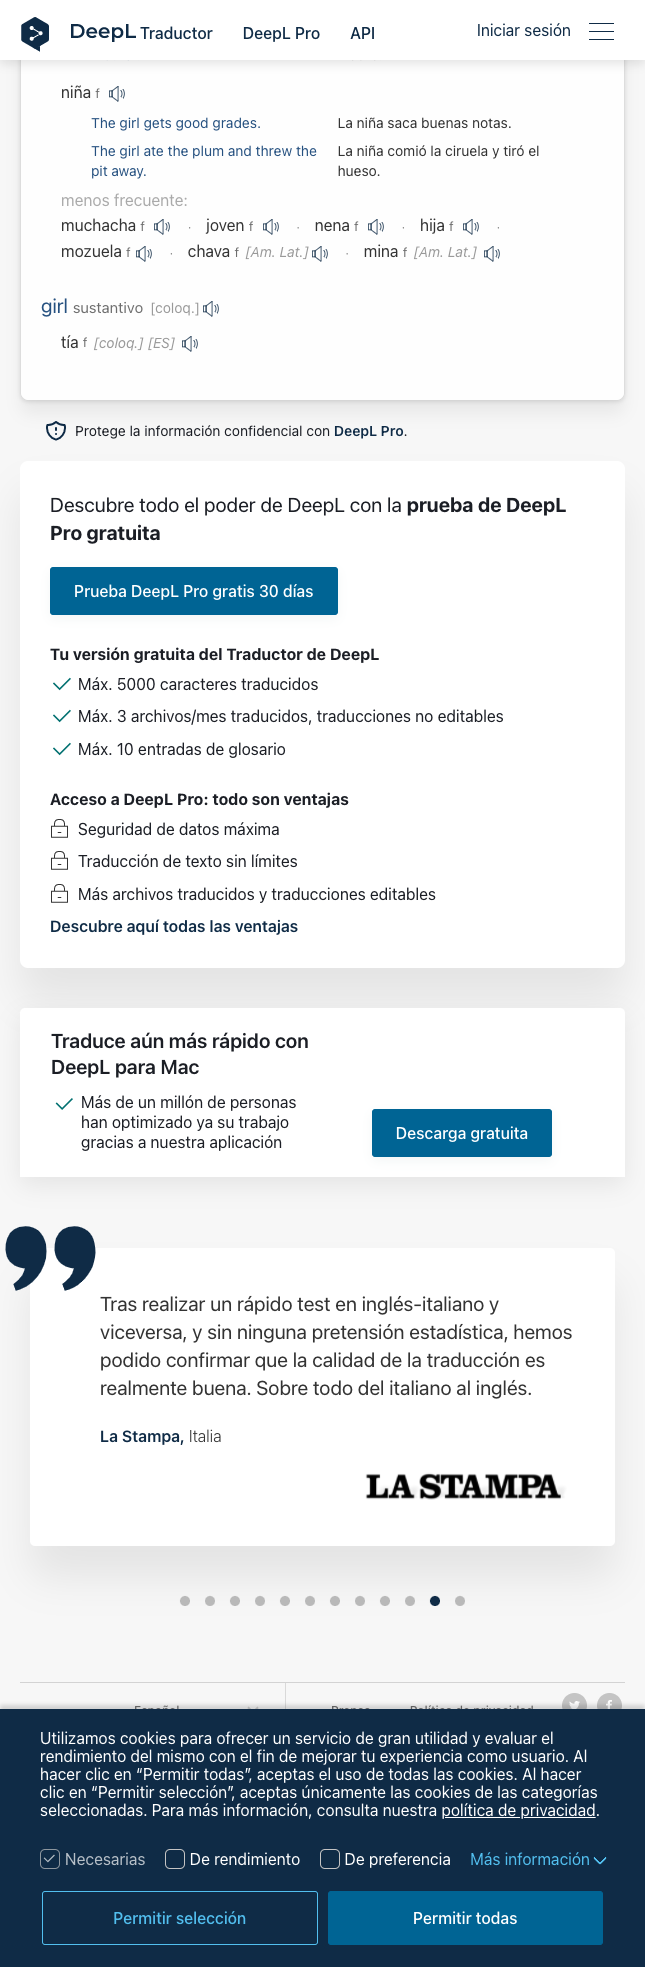 DeepL Traductor DeepL Pro API Iniciar sesión
niña f
The girl gets good grades. La niña saca buenas notas.
The girl ate the plum and threw the La niña comió la ciruela y tiró el
pit away. hueso.
menos frecuente:
muchacha f · joven f · nena f · hija f ·
mozuela f · chava f [Am. Lat.] · mina f [Am. Lat.]
girl sustantivo [coloq.]
tía f [coloq.] [ES]
Protege la información confidencial con DeepL Pro.
Descubre todo el poder de DeepL con la prueba de DeepL
Pro gratuita
Prueba DeepL Pro gratis 30 días
Tu versión gratuita del Traductor de DeepL
Máx. 5000 caracteres traducidos
Máx. 3 archivos/mes traducidos, traducciones no editables
Máx. 10 entradas de glosario
Acceso a DeepL Pro: todo son ventajas
Seguridad de datos máxima
Traducción de texto sin límites
Más archivos traducidos y traducciones editables
Descubre aquí todas las ventajas
Traduce aún más rápido con
DeepL para Mac
Más de un millón de personas
han optimizado ya su trabajo
gracias a nuestra aplicación
Descarga gratuita
Tras realizar un rápido test en inglés-italiano y
viceversa, y sin ninguna pretensión estadística, hemos
podido confirmar que la calidad de la traducción es
realmente buena. Sobre todo del italiano al inglés.
La Stampa, Italia
LA STAMPA
Español Prensa Política de privacidad
Utilizamos cookies para ofrecer un servicio de gran utilidad y evaluar el
rendimiento del mismo con el fin de mejorar tu experiencia como usuario. Al
hacer clic en “Permitir todas”, aceptas el uso de todas las cookies. Al hacer
clic en “Permitir selección”, aceptas únicamente las cookies de las categorías
seleccionadas. Para más información, consulta nuestra política de privacidad.
Necesarias De rendimiento De preferencia Más información
Permitir selección Permitir todas